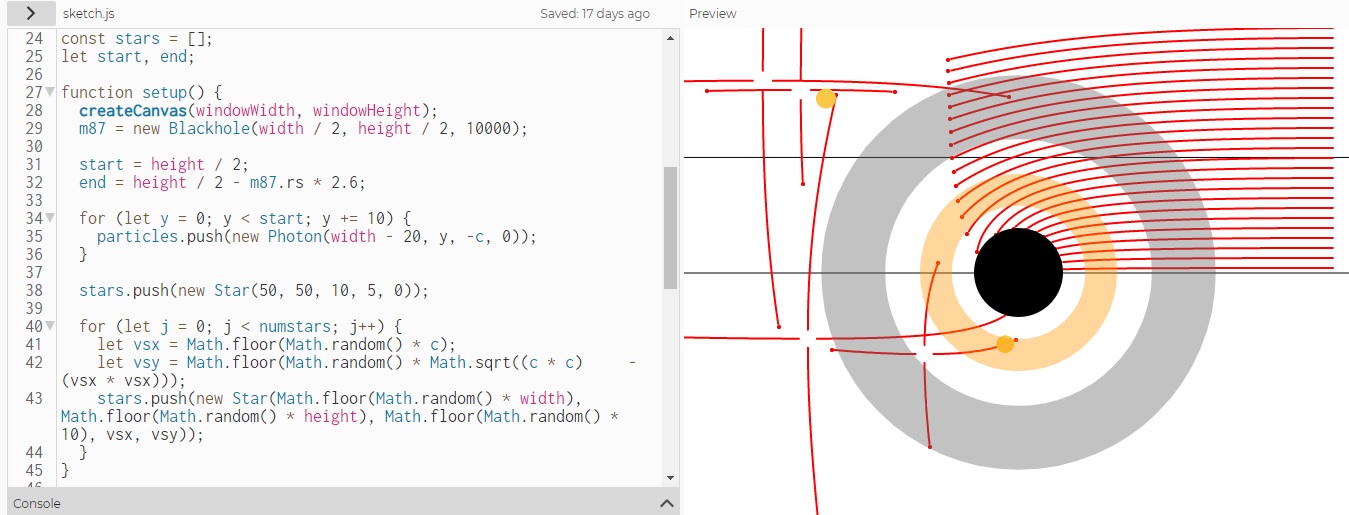 sketch.js Saved: 17 days ago Preview
24 const stars = [];
25 let start, end;
26
27 function setup() {
28   createCanvas(windowWidth, windowHeight);
29   m87 = new Blackhole(width / 2, height / 2, 10000);
30
31   start = height / 2;
32   end = height / 2 - m87.rs * 2.6;
33
34   for (let y = 0; y < start; y += 10) {
35     particles.push(new Photon(width - 20, y, -c, 0));
36   }
37
38   stars.push(new Star(50, 50, 10, 5, 0));
39
40   for (let j = 0; j < numstars; j++) {
41     let vsx = Math.floor(Math.random() * c);
42     let vsy = Math.floor(Math.random() * Math.sqrt((c * c)     -
(vsx * vsx)));
43     stars.push(new Star(Math.floor(Math.random() * width),
Math.floor(Math.random() * height), Math.floor(Math.random() *
10), vsx, vsy));
44   }
45 }
Console